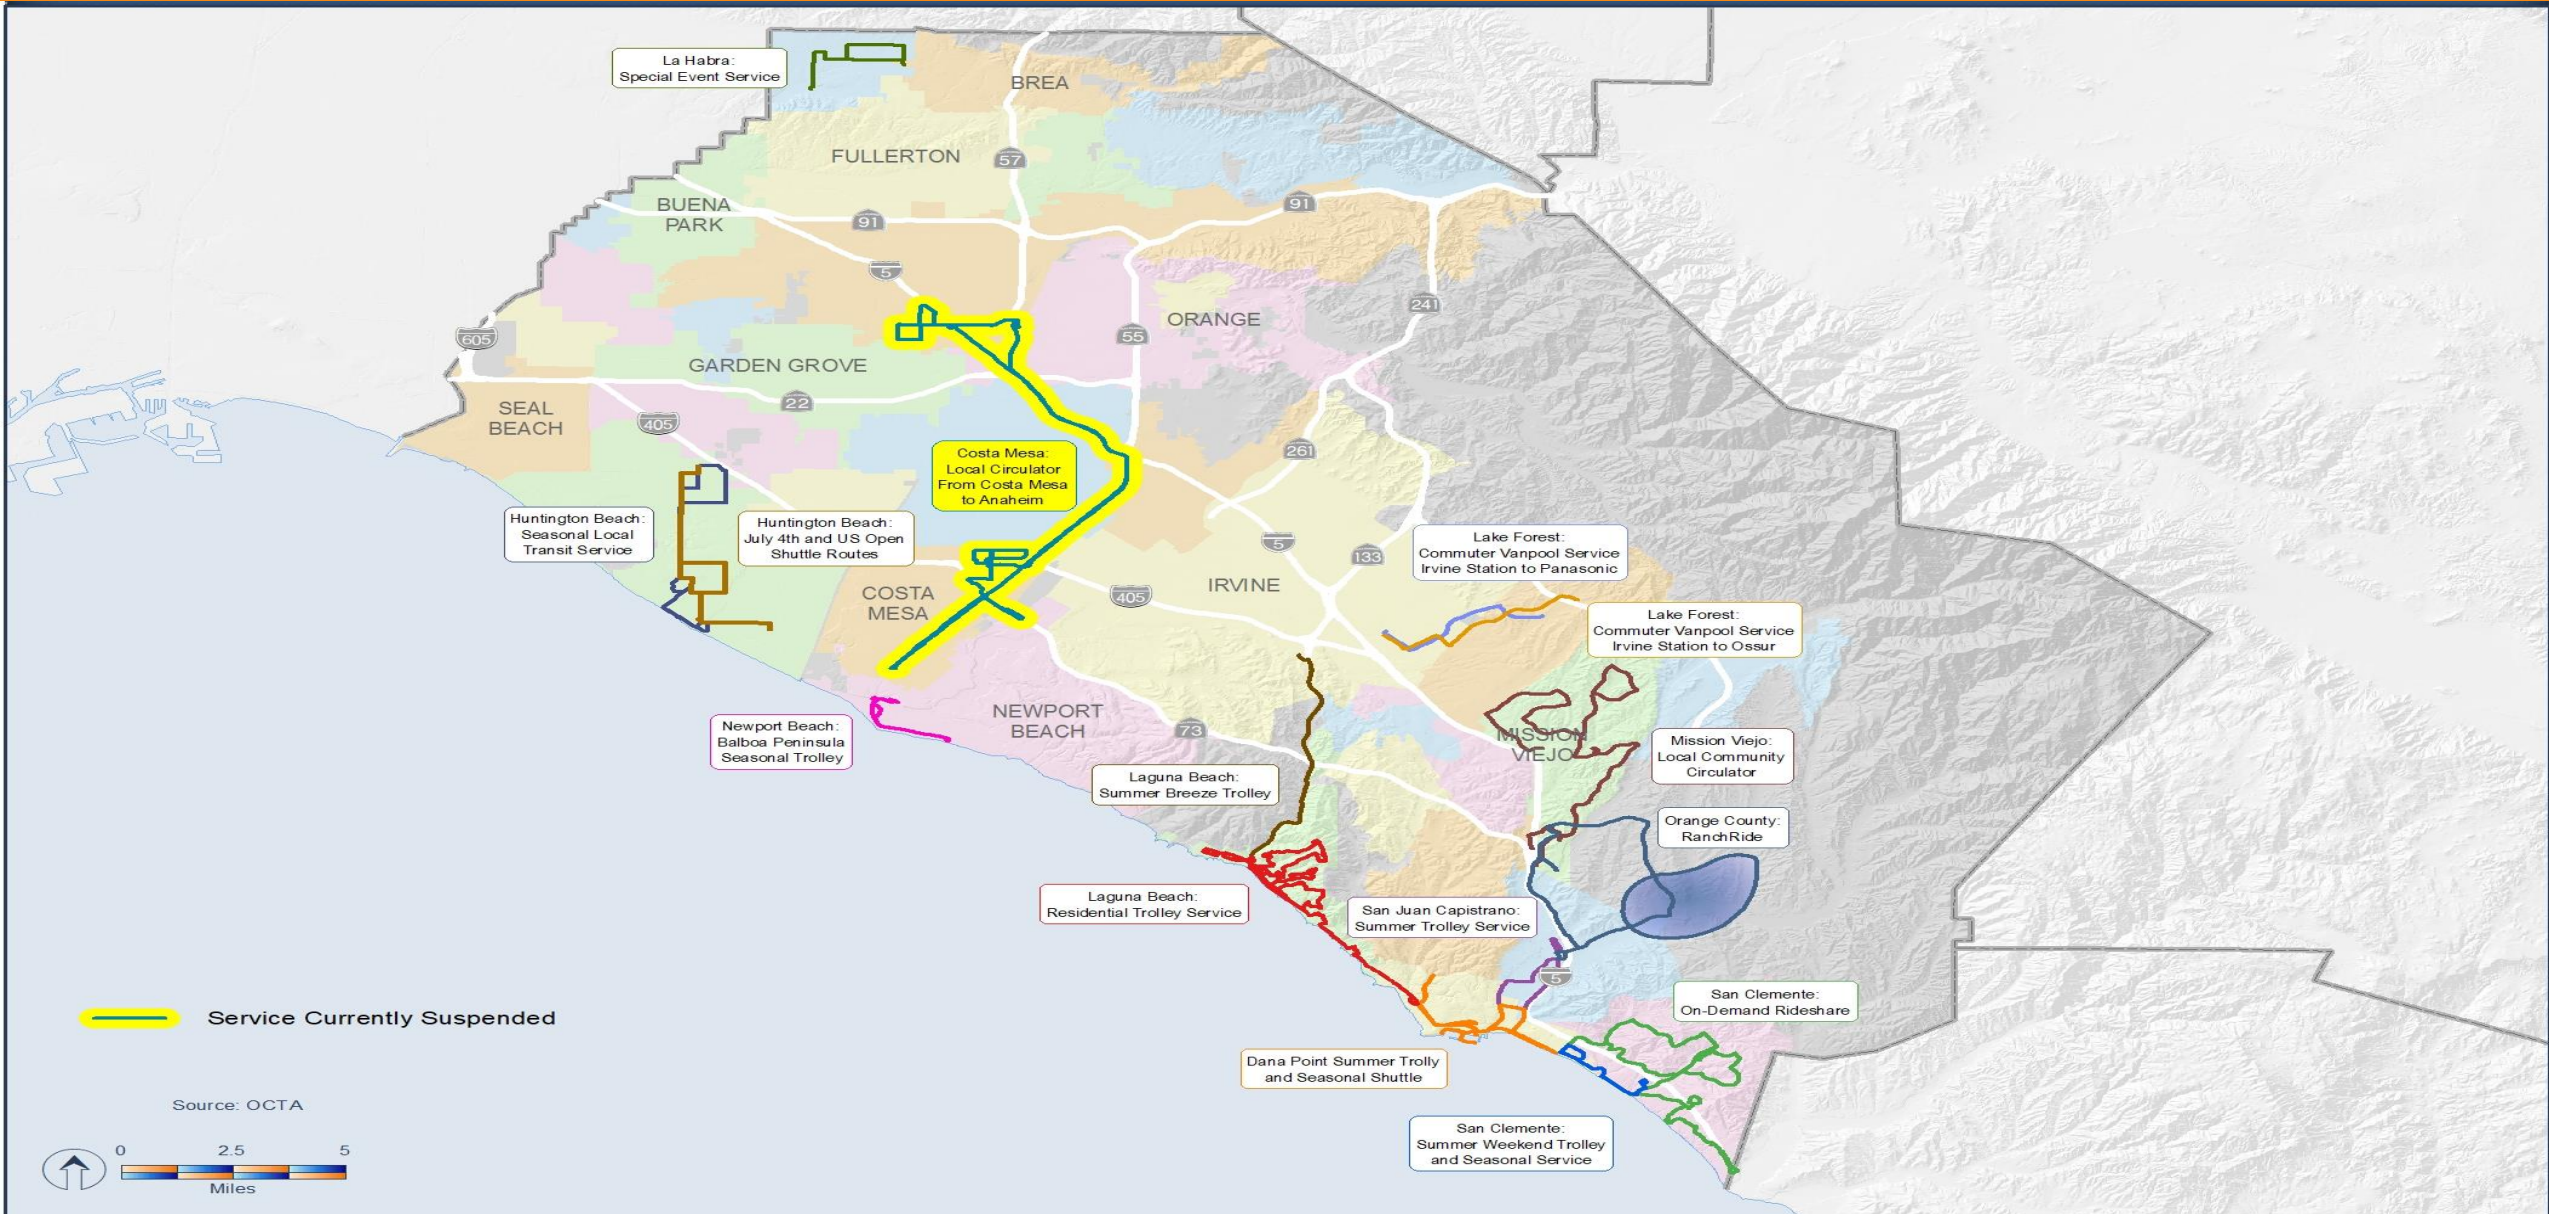 La Habra:
Special Event Service
BREA
FULLERTON
57
BUENA
PARK
91
91
5
241
ORANGE
55
605
GARDEN GROVE
22
SEAL
BEACH
405
261
Costa Mesa:
Local Circulator
From Costa Mesa
to Anaheim
Huntington Beach:
Seasonal Local
Transit Service
Huntington Beach:
July 4th and US Open
Shuttle Routes
5
133
Lake Forest:
Commuter Vanpool Service
Irvine Station to Panasonic
COSTA
MESA
405
IRVINE
Lake Forest:
Commuter Vanpool Service
Irvine Station to Ossur
NEWPORT
BEACH
73
MISSION
VIEJO
Newport Beach:
Balboa Peninsula
Seasonal Trolley
Mission Viejo:
Local Community
Circulator
Laguna Beach:
Summer Breeze Trolley
Orange County:
RanchRide
Laguna Beach:
Residential Trolley Service
San Juan Capistrano:
Summer Trolley Service
5
San Clemente:
On-Demand Rideshare
Service Currently Suspended
Dana Point Summer Trolly
and Seasonal Shuttle
Source: OCTA
San Clemente:
Summer Weekend Trolley
and Seasonal Service
0 2.5 5
Miles